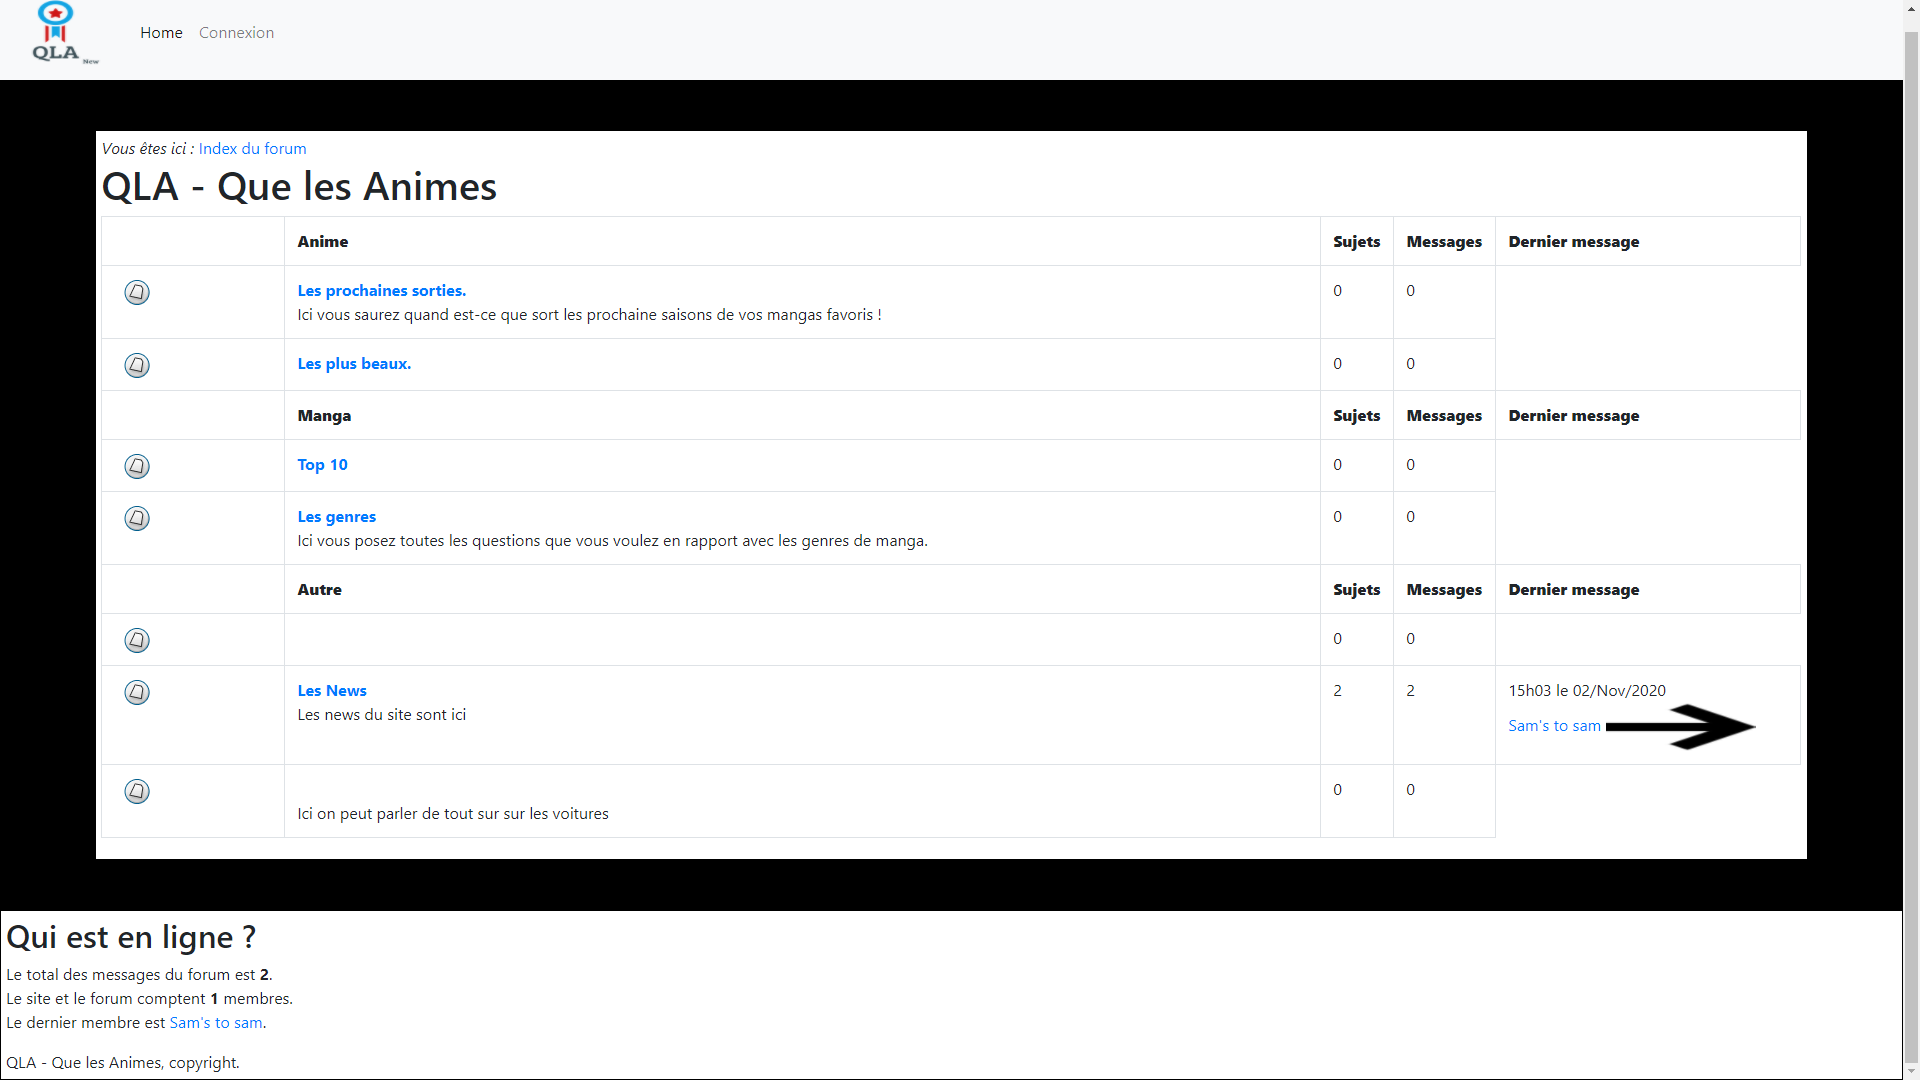 QLA New
Home Connexion
Vous êtes ici : Index du forum
QLA - Que les Animes
Anime Sujets Messages Dernier message
Les prochaines sorties. 0 0
Ici vous saurez quand est-ce que sort les prochaine saisons de vos mangas favoris !
Les plus beaux. 0 0
Manga Sujets Messages Dernier message
Top 10 0 0
Les genres 0 0
Ici vous posez toutes les questions que vous voulez en rapport avec les genres de manga.
Autre Sujets Messages Dernier message
0 0
Les News 2 2 15h03 le 02/Nov/2020
Les news du site sont ici
Sam's to sam
0 0
Ici on peut parler de tout sur sur les voitures
Qui est en ligne ?
Le total des messages du forum est 2.
Le site et le forum comptent 1 membres.
Le dernier membre est Sam's to sam.
QLA - Que les Animes, copyright.